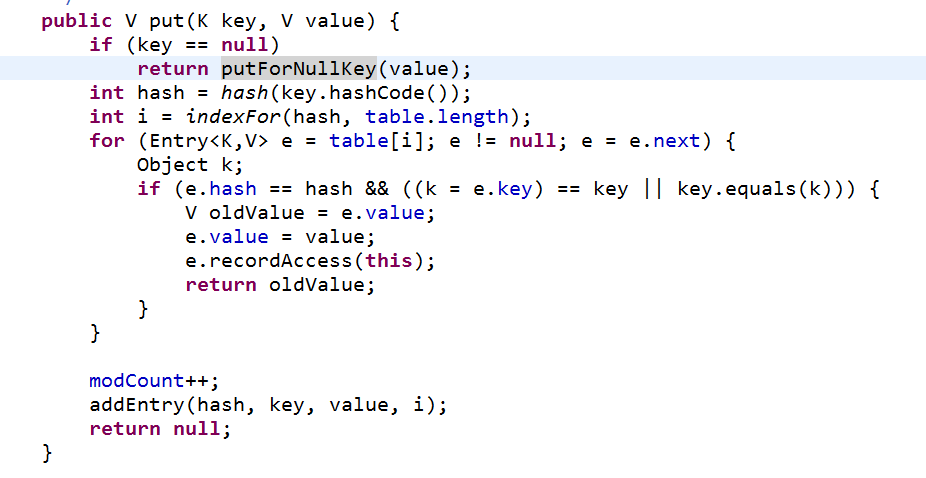 public V put(K key, V value) {
    if (key == null)
        return putForNullKey(value);
    int hash = hash(key.hashCode());
    int i = indexFor(hash, table.length);
    for (Entry<K,V> e = table[i]; e != null; e = e.next) {
        Object k;
        if (e.hash == hash && ((k = e.key) == key || key.equals(k))) {
            V oldValue = e.value;
            e.value = value;
            e.recordAccess(this);
            return oldValue;
        }
    }

    modCount++;
    addEntry(hash, key, value, i);
    return null;
}